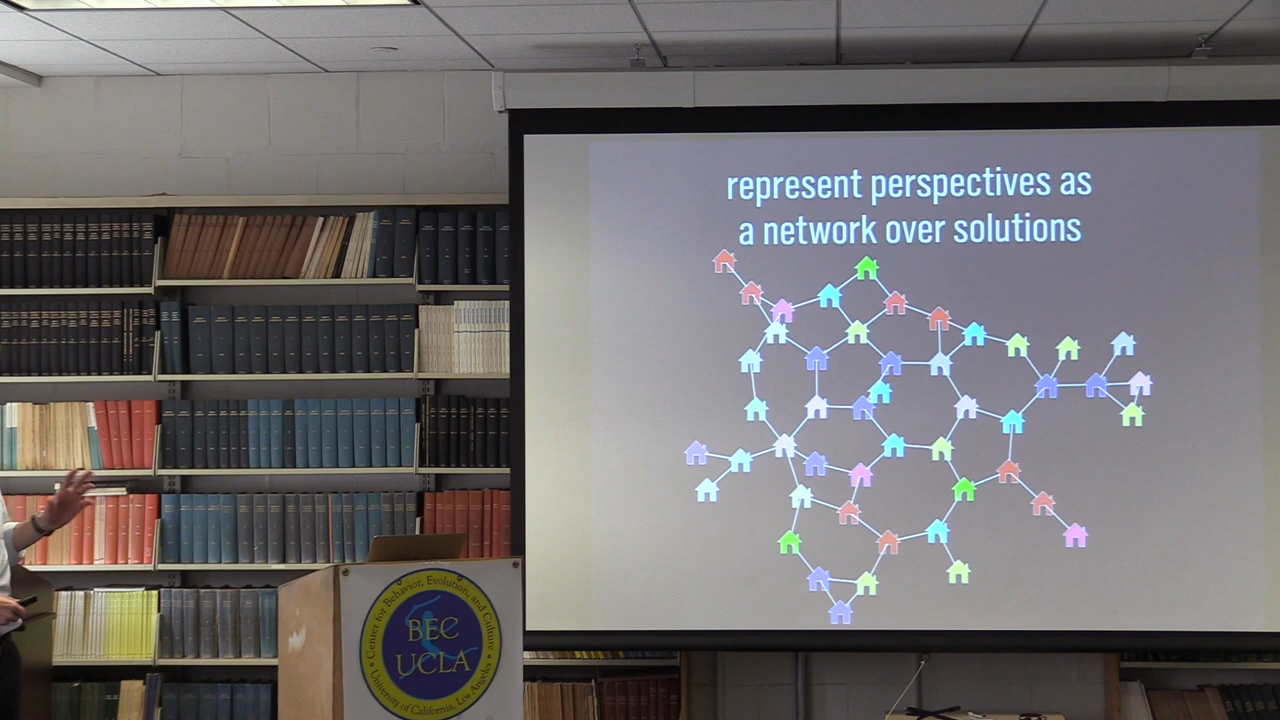 represent perspectives as
a network over solutions
Center for Behavior, Evolution, and Culture
BEC
UCLA
University of California, Los Angeles